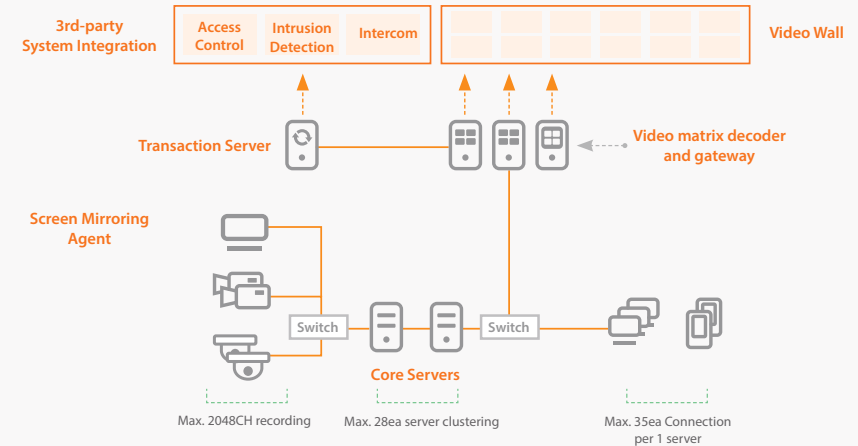 3rd-party
System Integration
Access
Control
Intrusion
Detection
Intercom
Video Wall
Transaction Server
Video matrix decoder
and gateway
Screen Mirroring
Agent
Switch
Switch
Core Servers
Max. 2048CH recording
Max. 28ea server clustering
Max. 35ea Connection
per 1 server